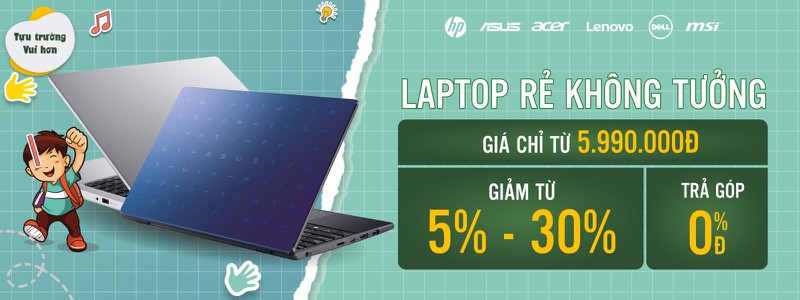 Tựu trường
Vui hơn
hp ASUS acer Lenovo DELL msi
LAPTOP RẺ KHÔNG TƯỞNG
GIÁ CHỈ TỪ 5.990.000Đ
GIẢM TỪ
5% - 30%
TRẢ GÓP
0%
Đ